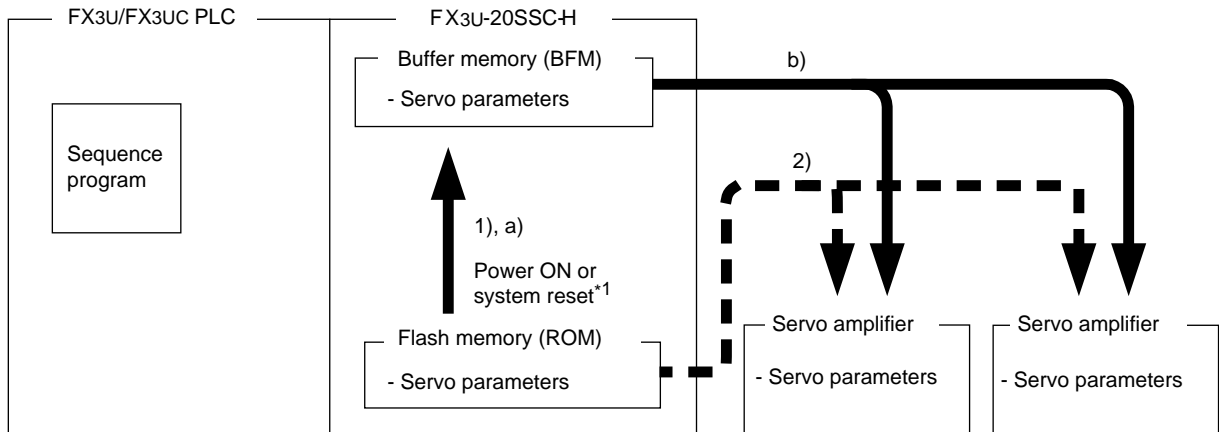 FX3U/FX3UC PLC
FX3U-20SSC-H
Buffer memory (BFM)
- Servo parameters
b)
Sequence
program
2)
1), a)
Power ON or
system reset*1
Flash memory (ROM)
- Servo parameters
Servo amplifier
- Servo parameters
Servo amplifier
- Servo parameters